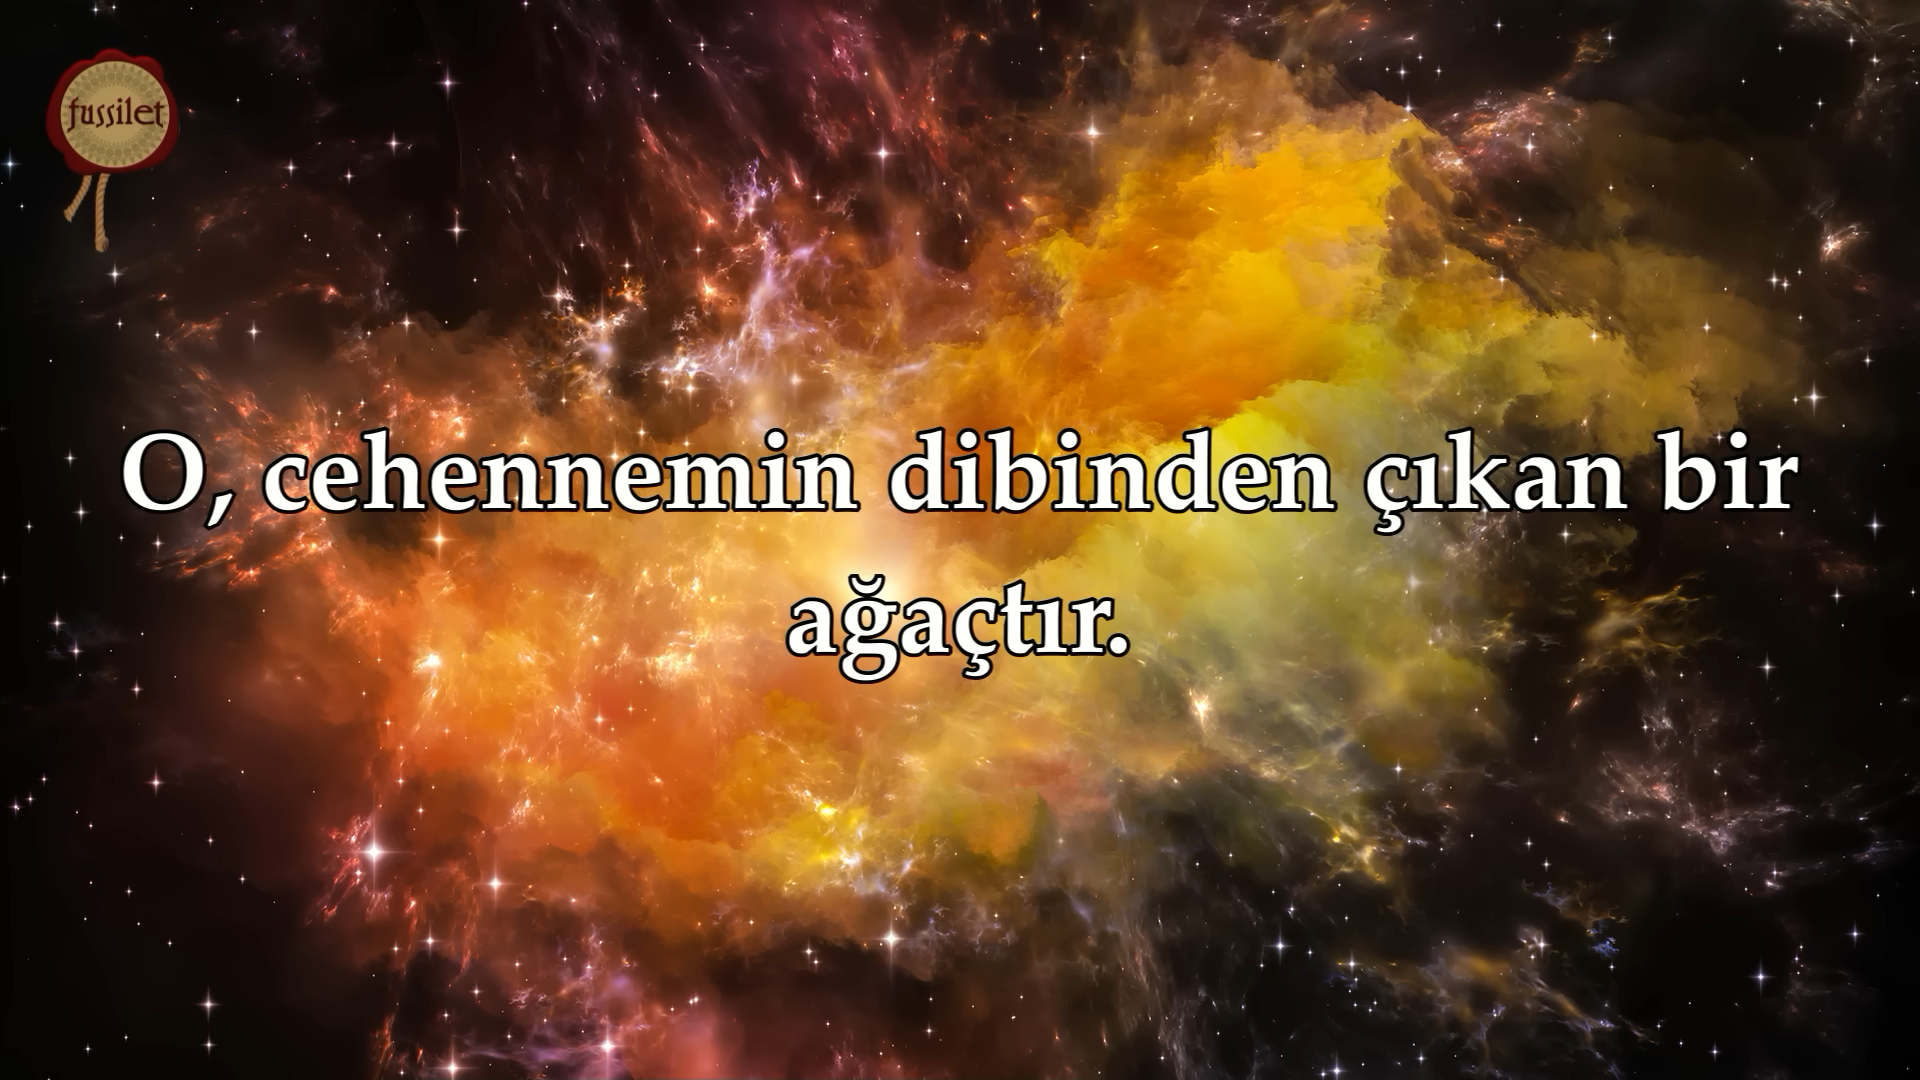 fussilet
O, cehennemin dibinden çıkan bir
ağaçtır.